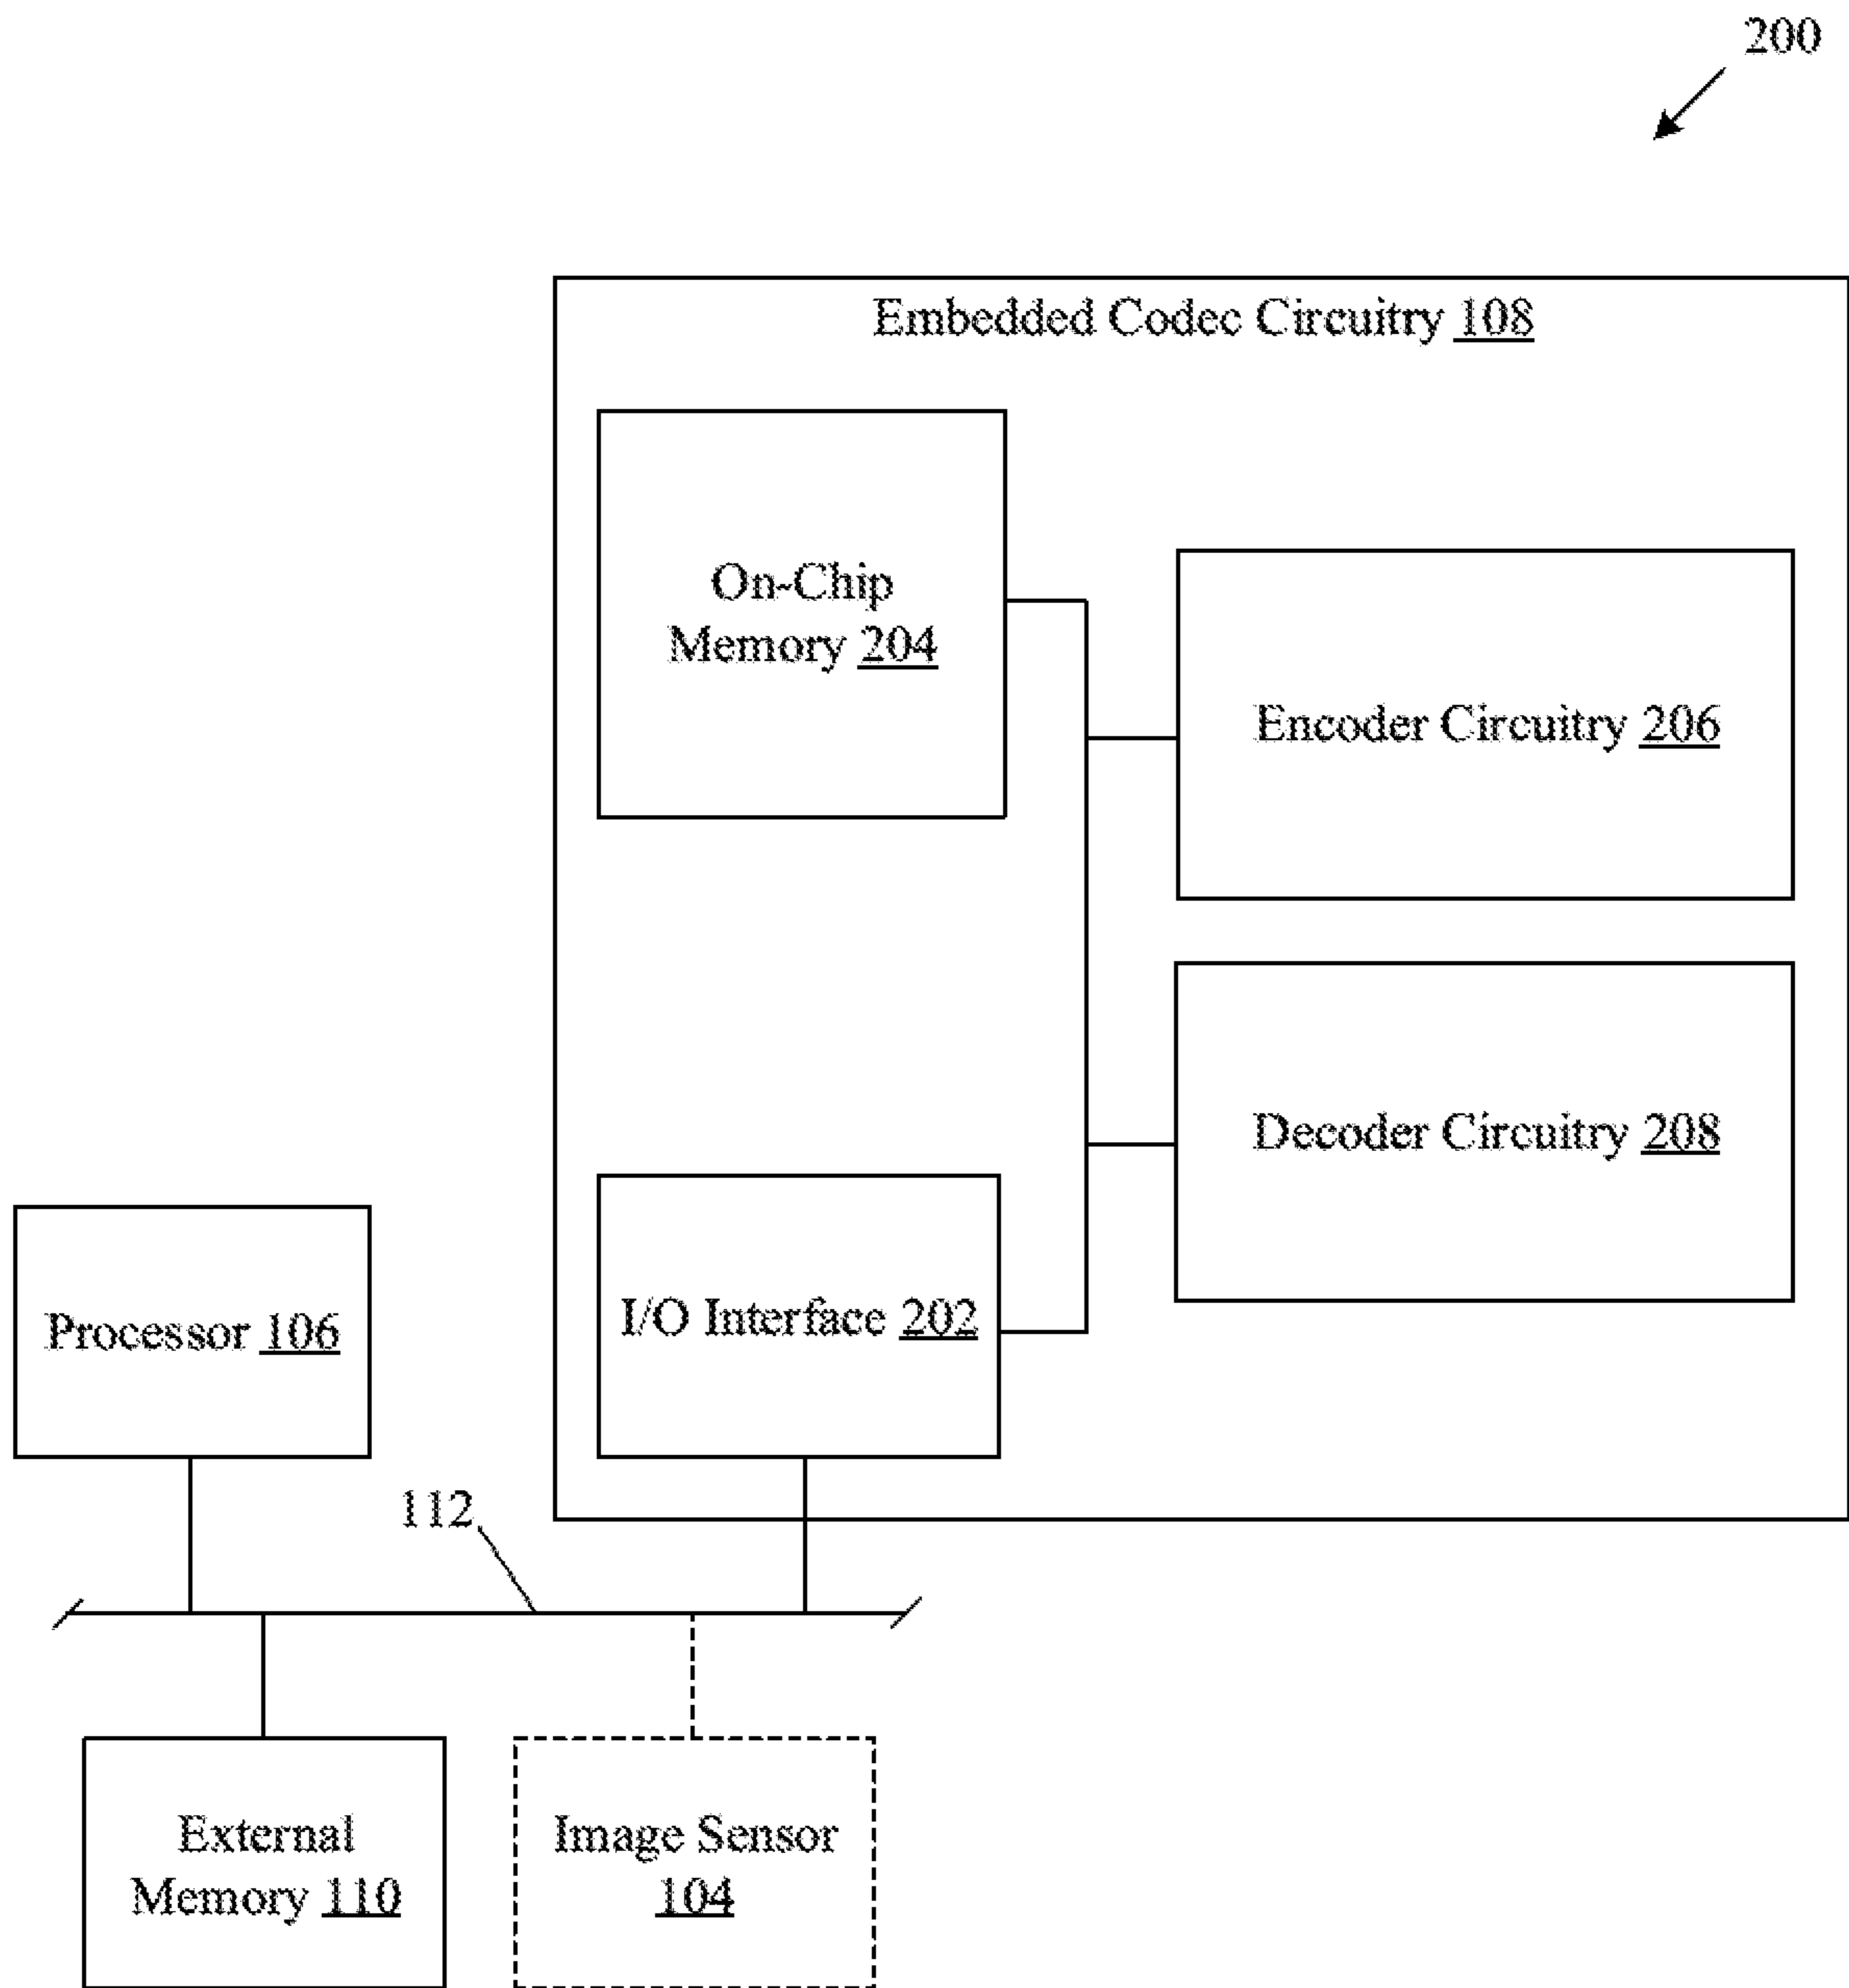 200
Embedded Codec Circuitry 108
On-Chip
Memory 204
Encoder Circuitry 206
Decoder Circuitry 208
I/O Interface 202
Processor 106
112
External
Memory 110
Image Sensor
104